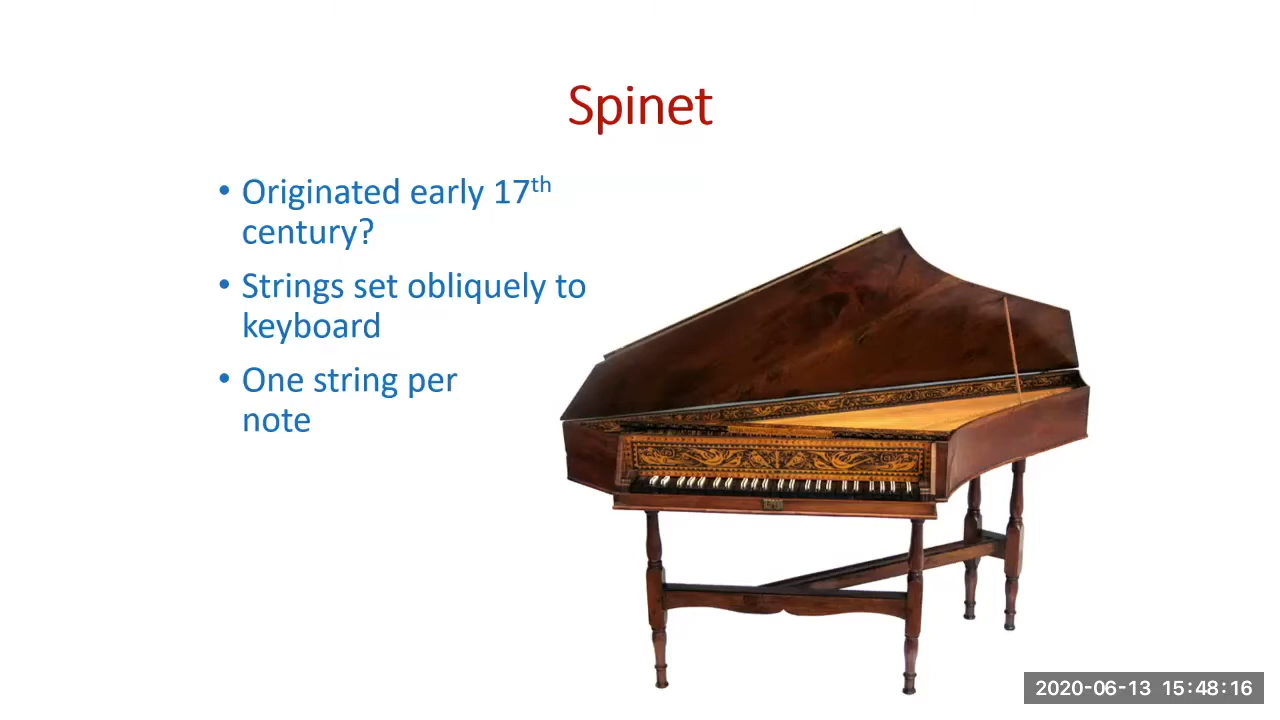 Spinet
• Originated early 17th
century?
• Strings set obliquely to
keyboard
• One string per
note
2020-06-13 15:48:16